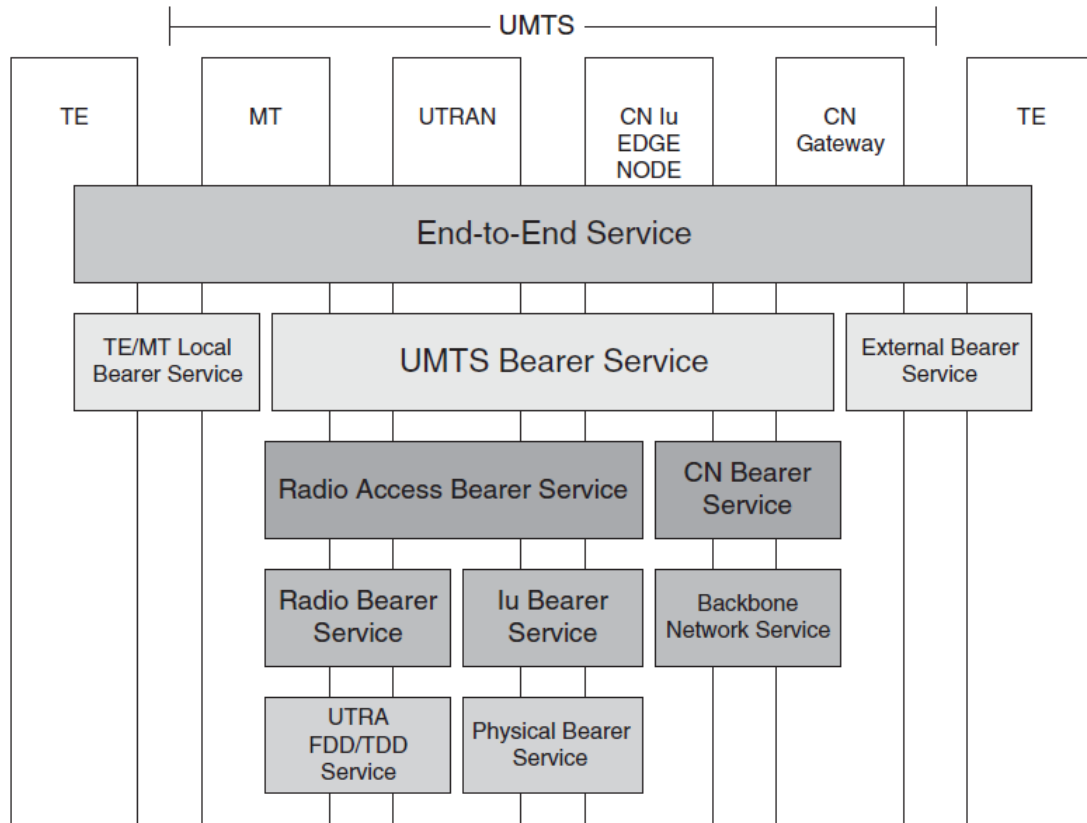 UMTS
TE
MT
UTRAN
CN Iu
EDGE
NODE
CN
Gateway
TE
End-to-End Service
TE/MT Local
Bearer Service
UMTS Bearer Service
External Bearer
Service
Radio Access Bearer Service
CN Bearer
Service
Radio Bearer
Service
Iu Bearer
Service
Backbone
Network Service
UTRA
FDD/TDD
Service
Physical Bearer
Service